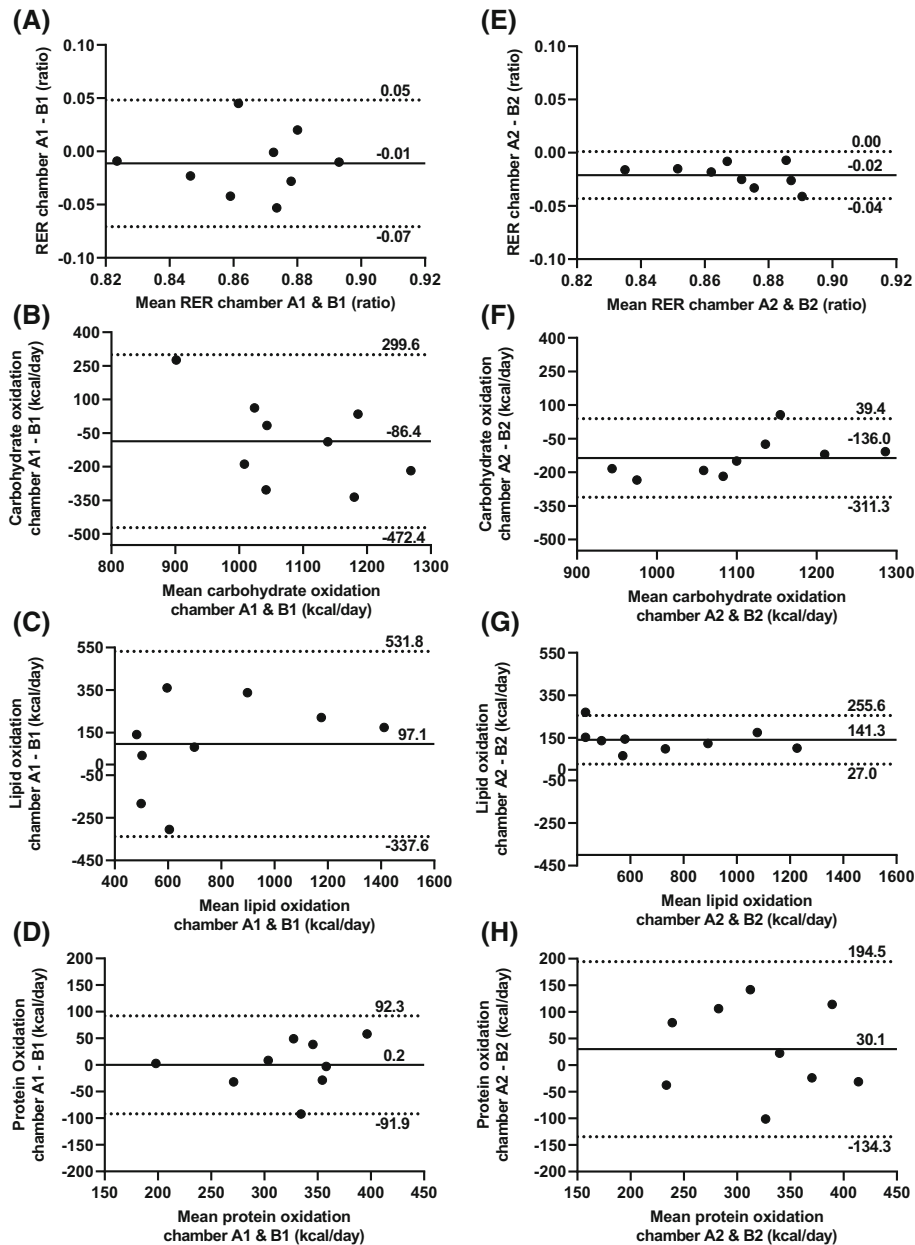 (A)
0.10
0.05
0.00
-0.05
-0.10
RER chamber A1 - B1 (ratio)
0.05
-0.01
-0.07
0.82 0.84 0.86 0.88 0.90 0.92
Mean RER chamber A1 & B1 (ratio)
(E)
0.10
0.05
0.00
-0.05
-0.10
RER chamber A2 - B2 (ratio)
0.00
-0.02
-0.04
0.82 0.84 0.86 0.88 0.90 0.92
Mean RER chamber A2 & B2 (ratio)
(B)
400
250
100
-50
-200
-350
-500
Carbohydrate oxidation
chamber A1 - B1 (kcal/day)
299.6
-86.4
-472.4
800 900 1000 1100 1200 1300
Mean carbohydrate oxidation
chamber A1 & B1 (kcal/day)
(F)
400
250
100
-50
-200
-350
-500
Carbohydrate oxidation
chamber A2 - B2 (kcal/day)
39.4
-136.0
-311.3
900 1000 1100 1200 1300
Mean carbohydrate oxidation
chamber A2 & B2 (kcal/day)
(C)
550
350
150
0
-50
-250
-450
Lipid oxidation
chamber A1 - B1 (kcal/day)
531.8
97.1
-337.6
400 600 800 1000 1200 1400 1600
Mean lipid oxidation
chamber A1 & B1 (kcal/day)
(G)
550
350
150
0
-50
-250
-450
Lipid oxidation
chamber A2 - B2 (kcal/day)
255.6
141.3
27.0
600 800 1000 1200 1400 1600
Mean lipid oxidation
chamber A2 & B2 (kcal/day)
(D)
200
150
100
50
0
-50
-100
-150
-200
Protein Oxidation
chamber A1 - B1 (kcal/day)
92.3
0.2
-91.9
150 200 250 300 350 400 450
Mean protein oxidation
chamber A1 & B1 (kcal/day)
(H)
200
150
100
50
0
-50
-100
-150
-200
Protein oxidation
chamber A2 - B2 (kcal/day)
194.5
30.1
-134.3
150 200 250 300 350 400 450
Mean protein oxidation
chamber A2 & B2 (kcal/day)